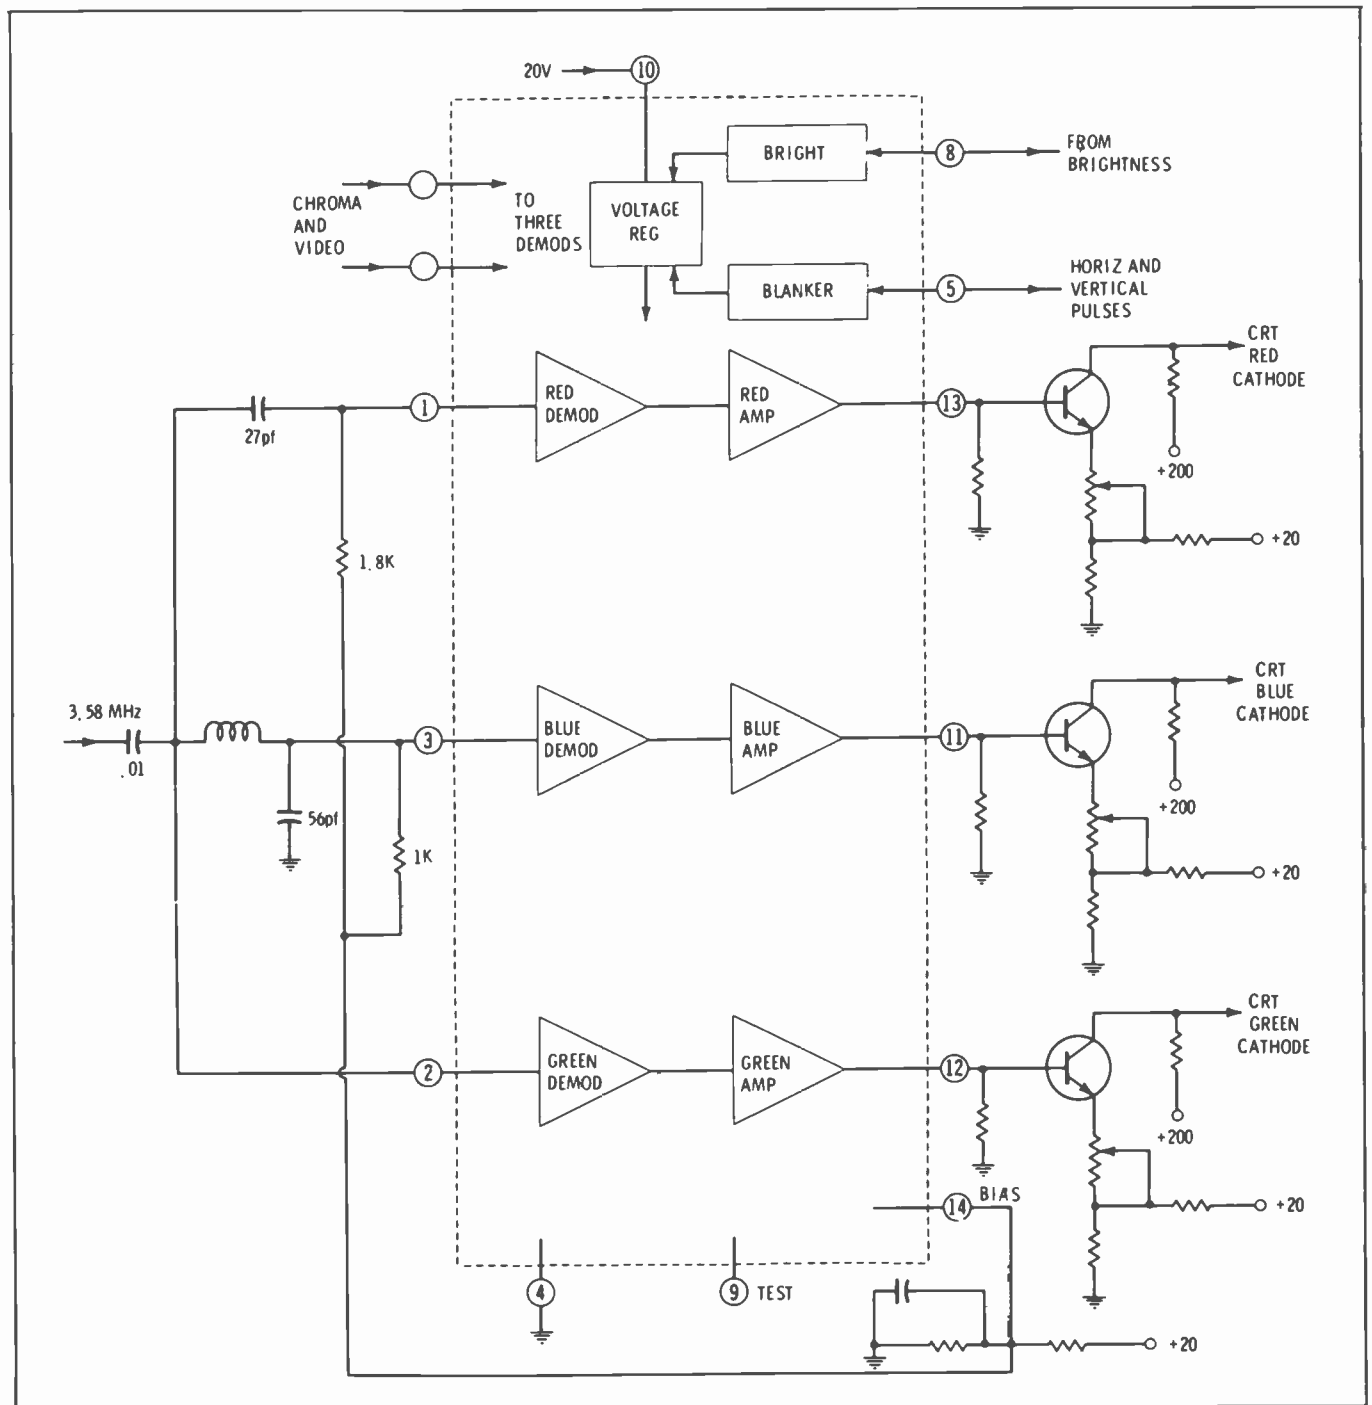 20V
10
BRIGHT
8
FROM
BRIGHTNESS
CHROMA
AND
VIDEO
TO
THREE
DEMODS
VOLTAGE
REG
BLANKER
5
HORIZ AND
VERTICAL
PULSES
CRT
RED
CATHODE
27pf
1
RED
DEMOD
RED
AMP
13
+200
+20
1.8K
3.58 MHz
.01
56pf
1K
3
BLUE
DEMOD
BLUE
AMP
11
CRT
BLUE
CATHODE
+200
+20
2
GREEN
DEMOD
GREEN
AMP
12
CRT
GREEN
CATHODE
+200
+20
14
BIAS
4
9
TEST
+20